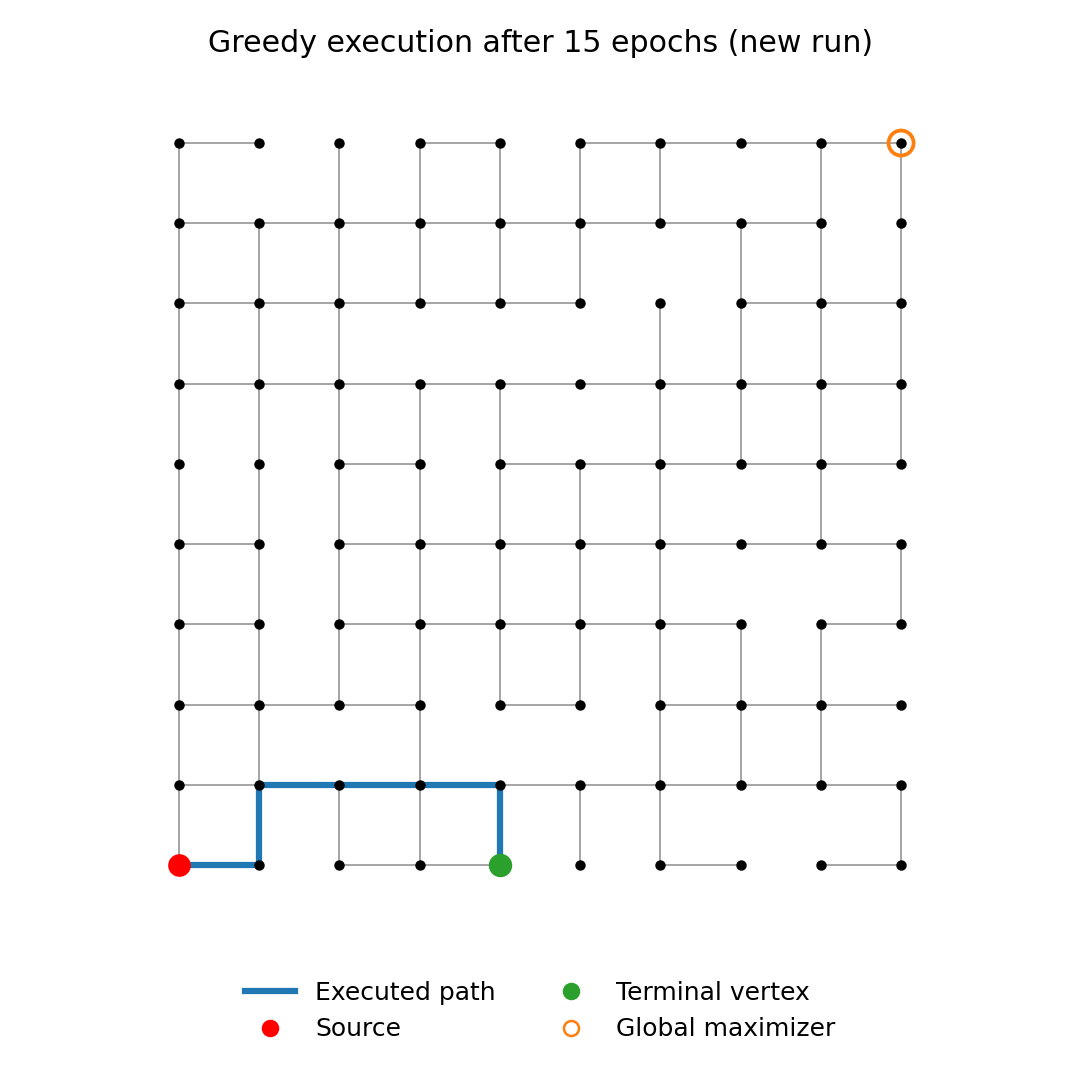 Greedy execution after 15 epochs (new run)
Executed path
Source
Terminal vertex
Global maximizer